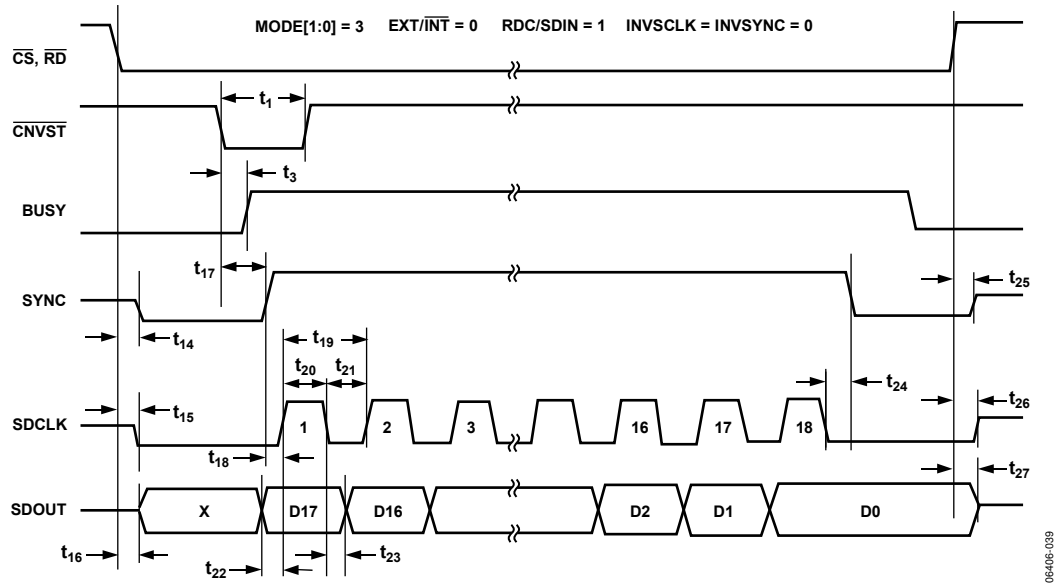 MODE[1:0] = 3 EXT/INT = 0 RDC/SDIN = 1 INVSCLK = INVSYNC = 0
CS, RD
t1
CNVST
t3
BUSY
t17
t25
SYNC
t14
t19
t20 t21
t24
t15
t26
SDCLK
1 2 3 16 17 18
t18
t27
SDOUT
X D17 D16 D2 D1 D0
t16
t22
t23
06406-039